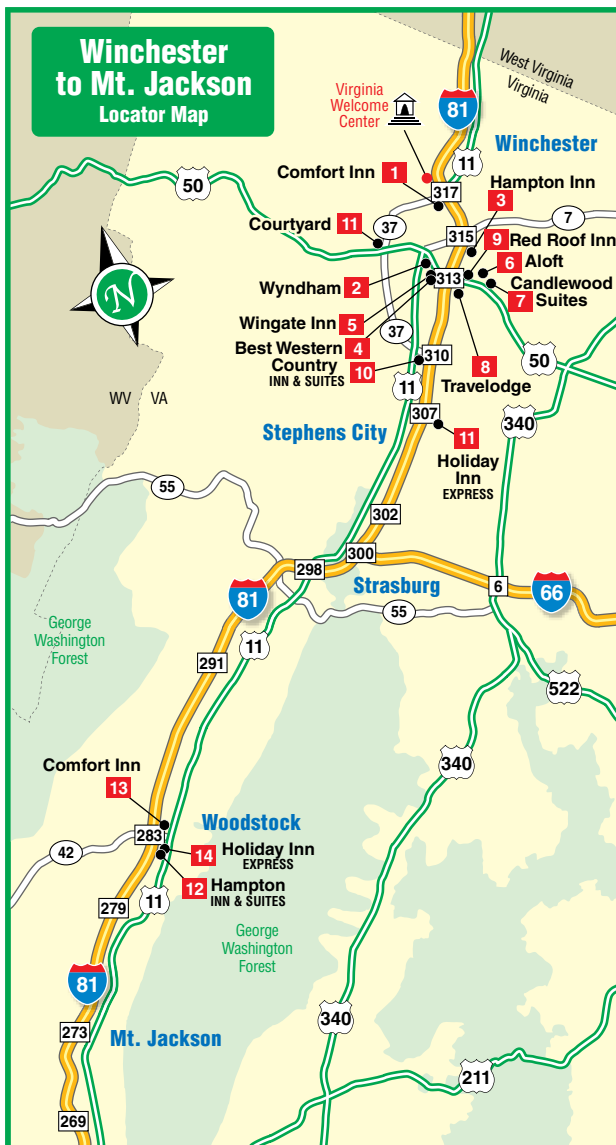 Winchester
to Mt. Jackson
Locator Map
West Virginia
Virginia
Virginia
Welcome
Center
81
11
Winchester
50
Comfort Inn 1
317
Hampton Inn
3
7
Courtyard 11
37
315
9 Red Roof Inn
6 Aloft
Wyndham 2
313
Candlewood
7 Suites
N
Wingate Inn 5
37
Best Western 4
Country
INN & SUITES 10
310
8
Travelodge
50
WV VA
11
307
340
Stephens City
11
Holiday
Inn
EXPRESS
55
302
300
298
Strasburg
6
66
81
55
George
Washington
Forest
11
291
522
340
Comfort Inn
13
Woodstock
283
42
14 Holiday Inn
EXPRESS
12 Hampton
INN & SUITES
279
11
George
Washington
Forest
81
340
273
Mt. Jackson
211
269